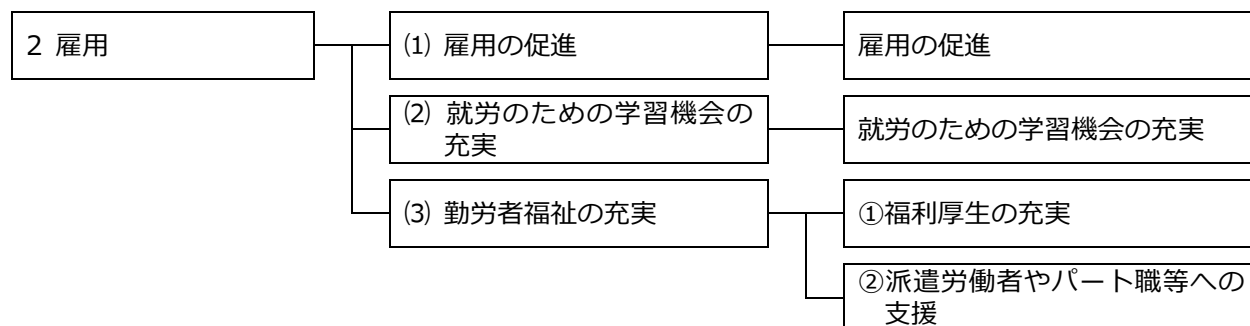 2 雇用
⑴ 雇用の促進
雇用の促進
⑵ 就労のための学習機会の
充実
就労のための学習機会の充実
⑶ 勤労者福祉の充実
①福利厚生の充実
②派遣労働者やパート職等への
支援